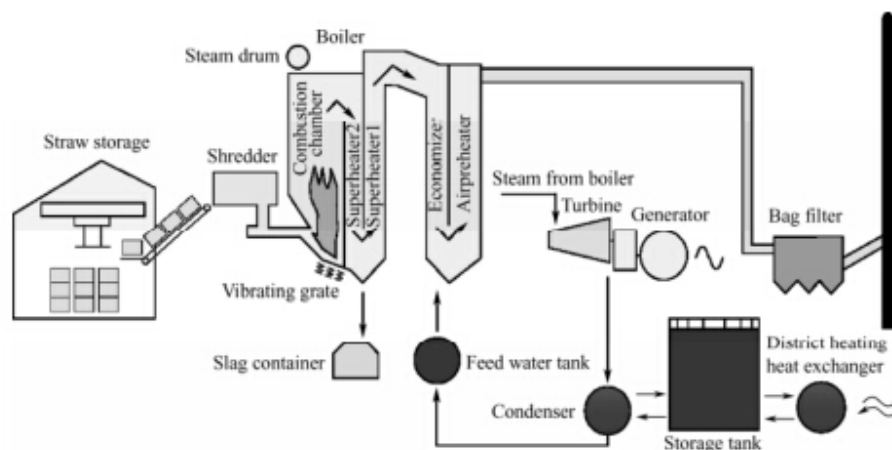 Boiler
Steam drum
Combustion
chamber
Straw storage
Shredder
Superheater2
Superheater1
Economize:
Airpreheater
Steam from boiler
Turbine
Generator
Bag filter
Vibrating grate
Slag container
Feed water tank
District heating
heat exchanger
Condenser
Storage tank